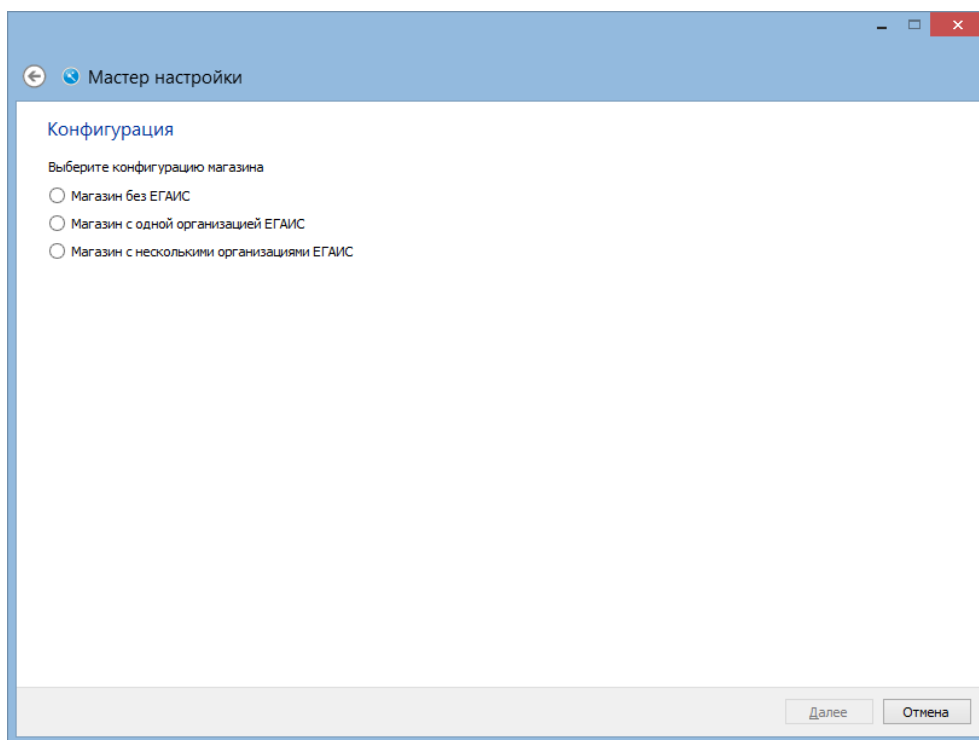 Мастер настройки
Конфигурация
Выберите конфигурацию магазина
Магазин без ЕГАИС
Магазин с одной организацией ЕГАИС
Магазин с несколькими организациями ЕГАИС
Далее
Отмена